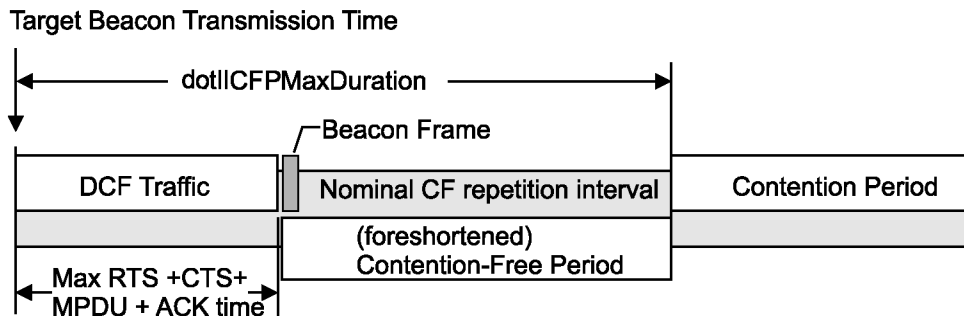 Target Beacon Transmission Time
dotllCFPMaxDuration
Beacon Frame
DCF Traffic
Nominal CF repetition interval
Contention Period
(foreshortened)
Contention-Free Period
Max RTS +CTS+
MPDU + ACK time